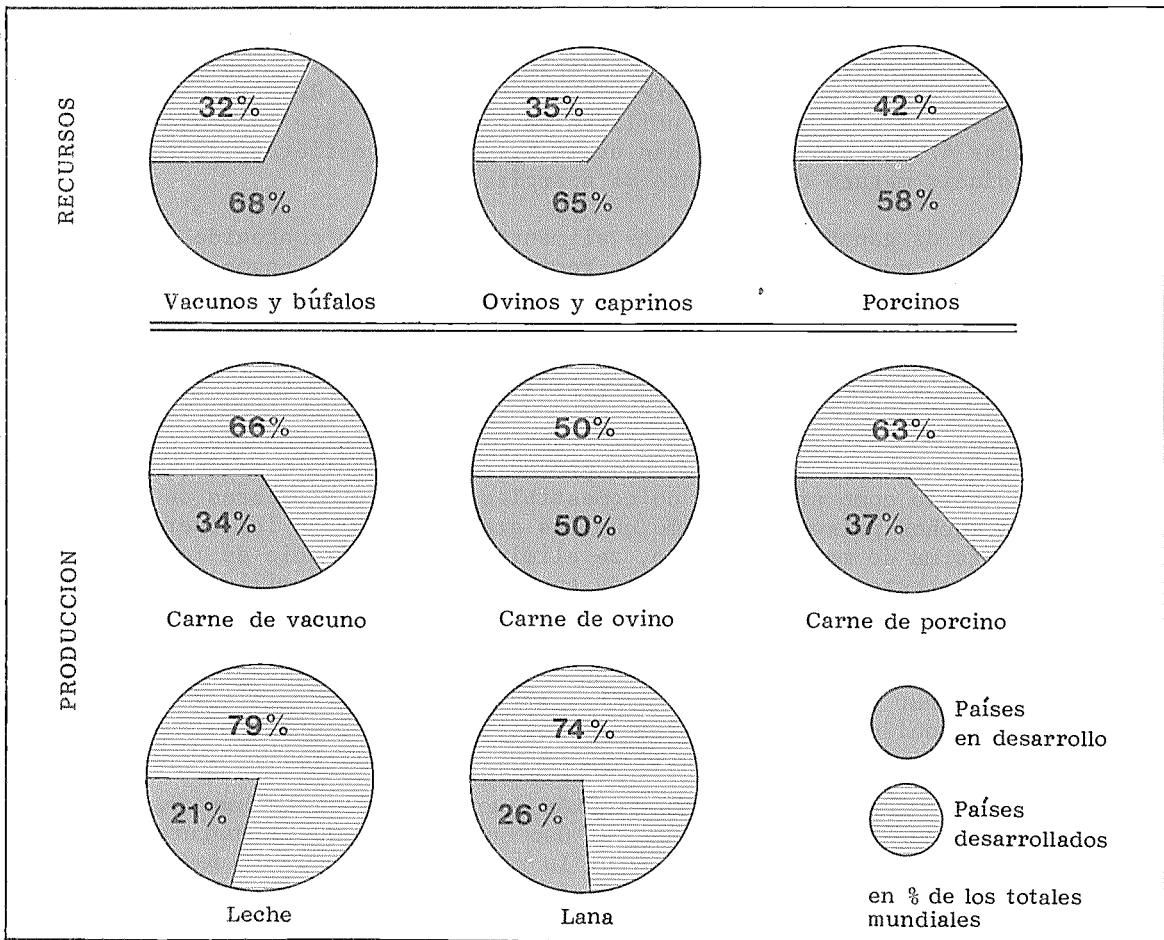 RECURSOS
32%
68%
Vacunos y búfalos
35%
65%
Ovinos y caprinos
42%
58%
Porcinos
PRODUCCION
66%
34%
Carne de vacuno
50%
50%
Carne de ovino
63%
37%
Carne de porcino
79%
21%
Leche
74%
26%
Lana
Países
en desarrollo
Países
desarrollados
en % de los totales
mundiales